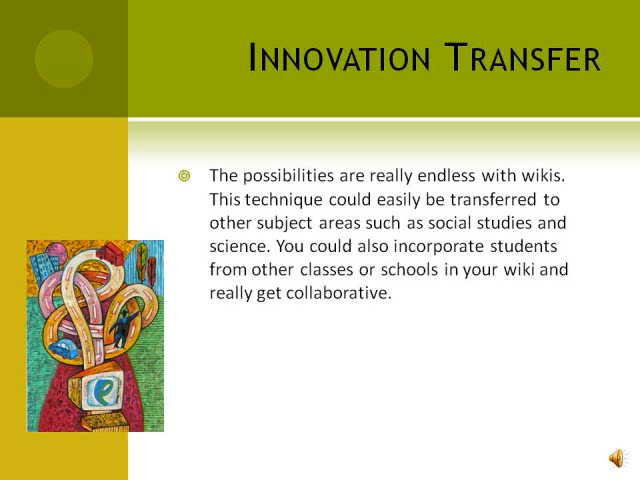 INNOVATION TRANSFER
The possibilities are really endless with wikis.
This technique could easily be transferred to
other subject areas such as social studies and
science. You could also incorporate students
from other classes or schools in your wiki and
really get collaborative.
e